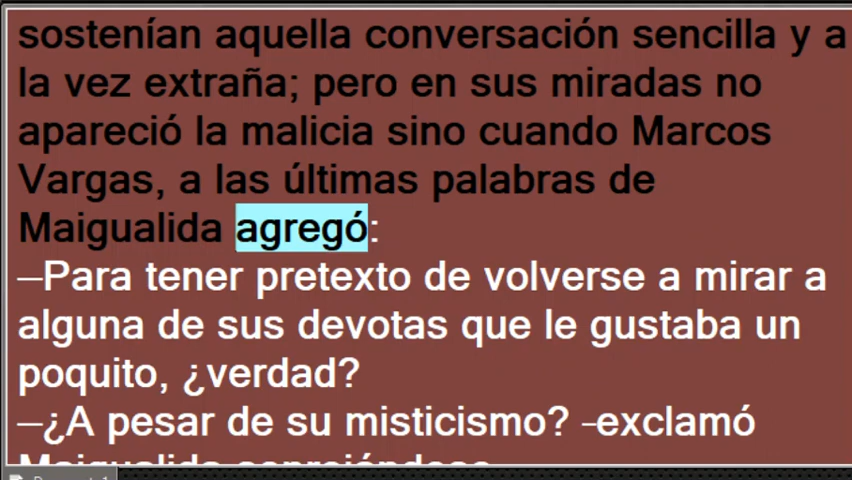 sostenían aquella conversación sencilla y a
la vez extraña; pero en sus miradas no
apareció la malicia sino cuando Marcos
Vargas, a las últimas palabras de
Maigualida agregó:
—Para tener pretexto de volverse a mirar a
alguna de sus devotas que le gustaba un
poquito, ¿verdad?
—¿A pesar de su misticismo? -exclamó
Maigualida sonrojándose